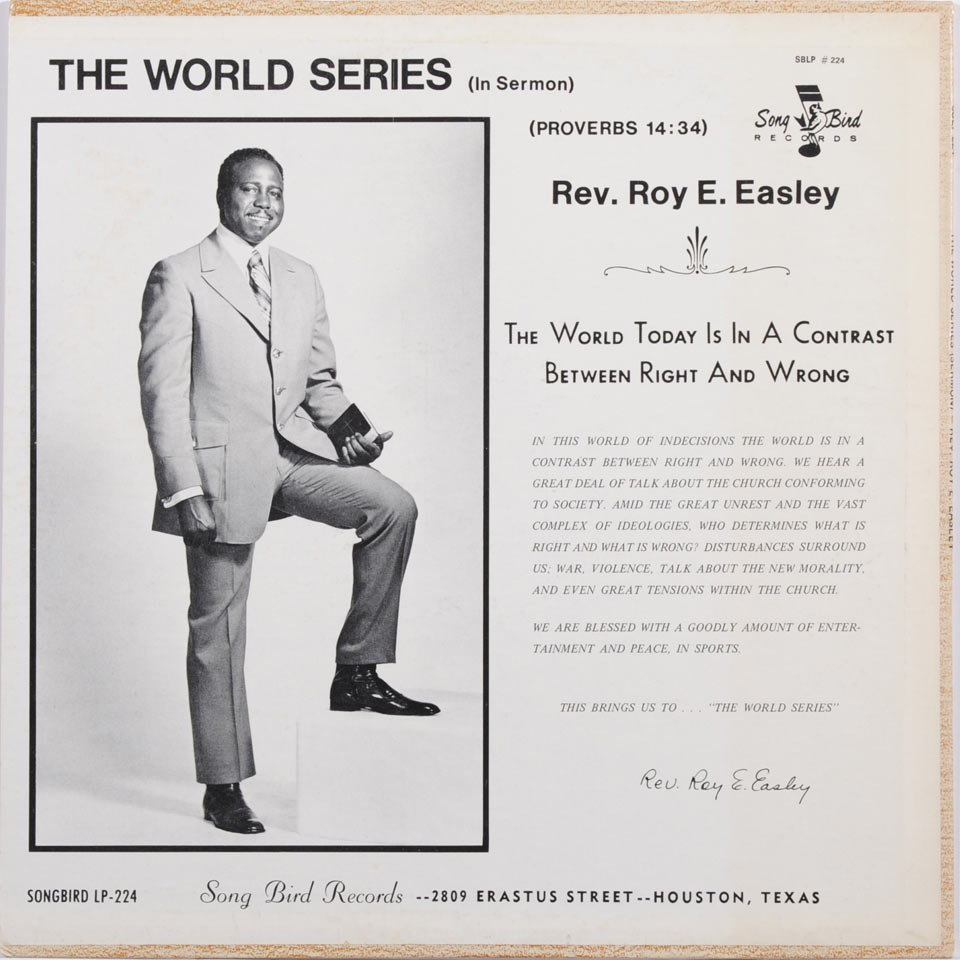 THE WORLD SERIES (In Sermon)
SBLP # 224
Song Bird
RECORDS
(PROVERBS 14:34)
Rev. Roy E. Easley
THE WORLD TODAY IS IN A CONTRAST
BETWEEN RIGHT AND WRONG
IN THIS WORLD OF INDECISIONS THE WORLD IS IN A
CONTRAST BETWEEN RIGHT AND WRONG. WE HEAR A
GREAT DEAL OF TALK ABOUT THE CHURCH CONFORMING
TO SOCIETY. AMID THE GREAT UNREST AND THE VAST
COMPLEX OF IDEOLOGIES, WHO DETERMINES WHAT IS
RIGHT AND WHAT IS WRONG? DISTURBANCES SURROUND
US; WAR, VIOLENCE, TALK ABOUT THE NEW MORALITY,
AND EVEN GREAT TENSIONS WITHIN THE CHURCH.
WE ARE BLESSED WITH A GOODLY AMOUNT OF ENTER-
TAINMENT AND PEACE, IN SPORTS.
THIS BRINGS US TO . . . "THE WORLD SERIES"
Rev. Roy E. Easley
SONGBIRD LP-224 Song Bird Records --2809 ERASTUS STREET--HOUSTON, TEXAS